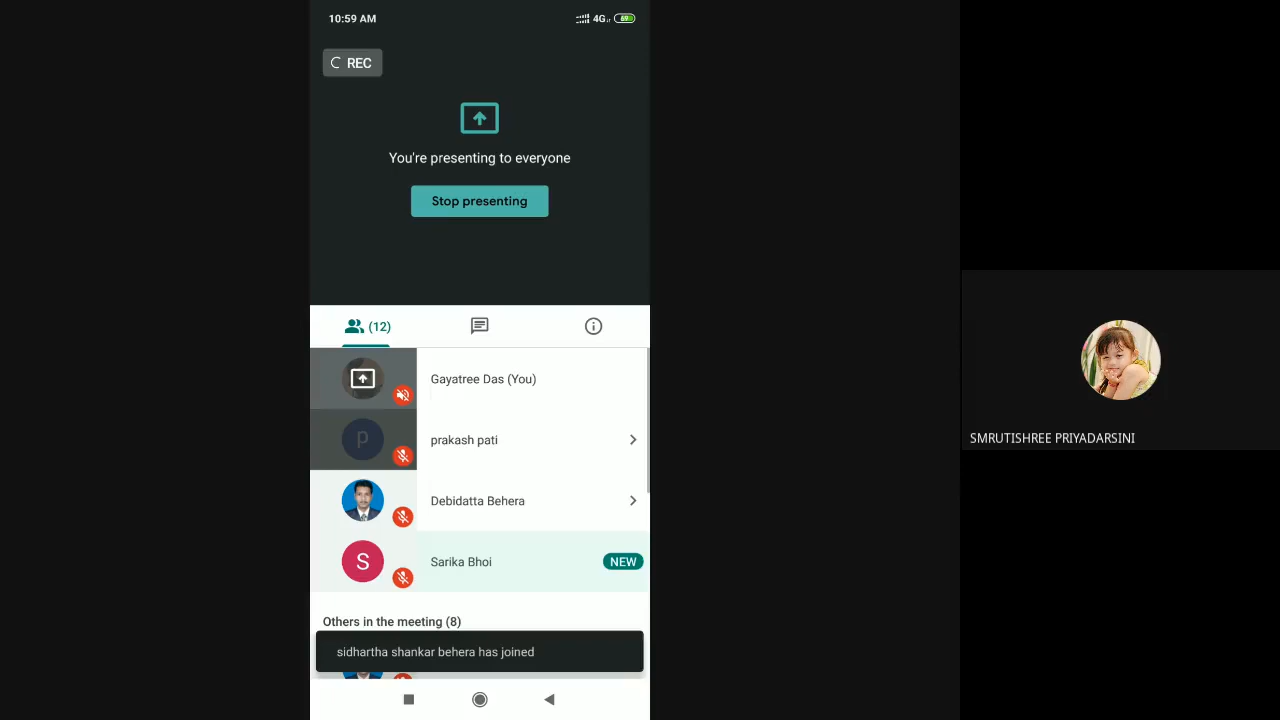 10:59 AM
4G 69
REC
You're presenting to everyone
Stop presenting
(12)
Gayatree Das (You)
p
prakash pati
Debidatta Behera
S
Sarika Bhoi
NEW
Others in the meeting (8)
sidhartha shankar behera has joined
SMRUTISHREE PRIYADARSINI